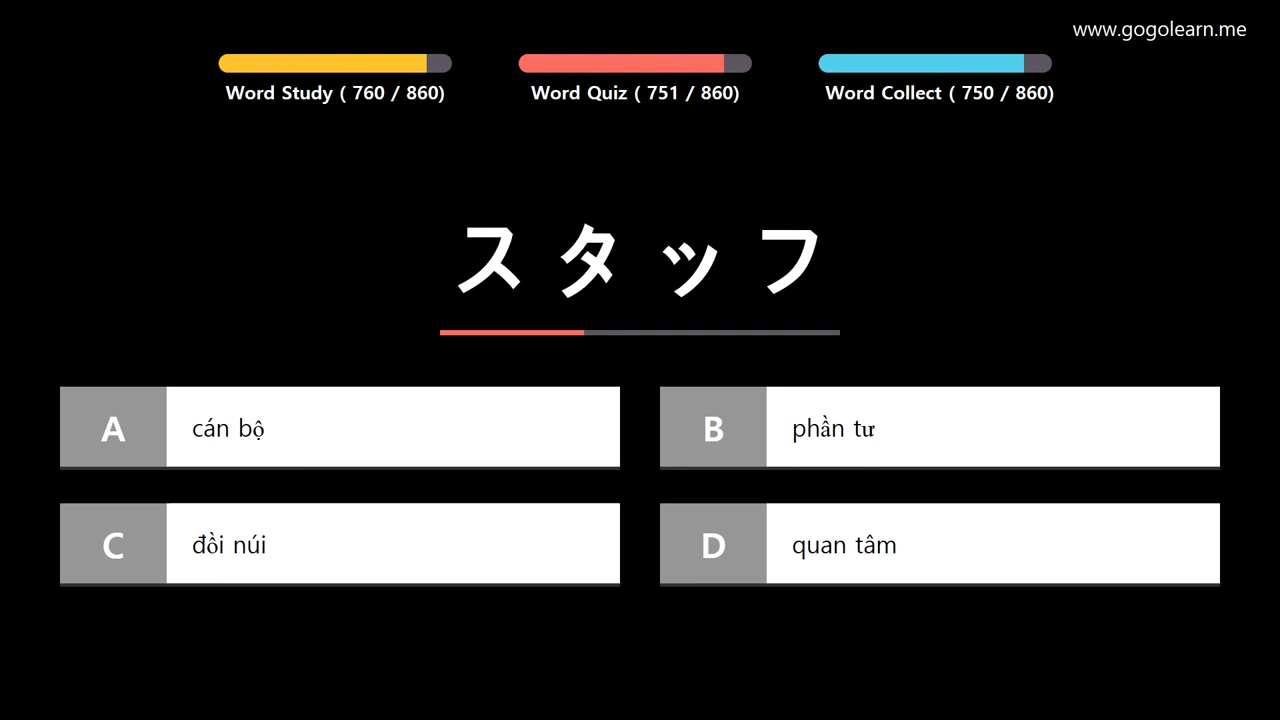 www.gogolearn.me
Word Study ( 760 / 860)
Word Quiz ( 751 / 860)
Word Collect ( 750 / 860)
スタッフ
A cán bộ
B phần tư
C đồi núi
D quan tâm